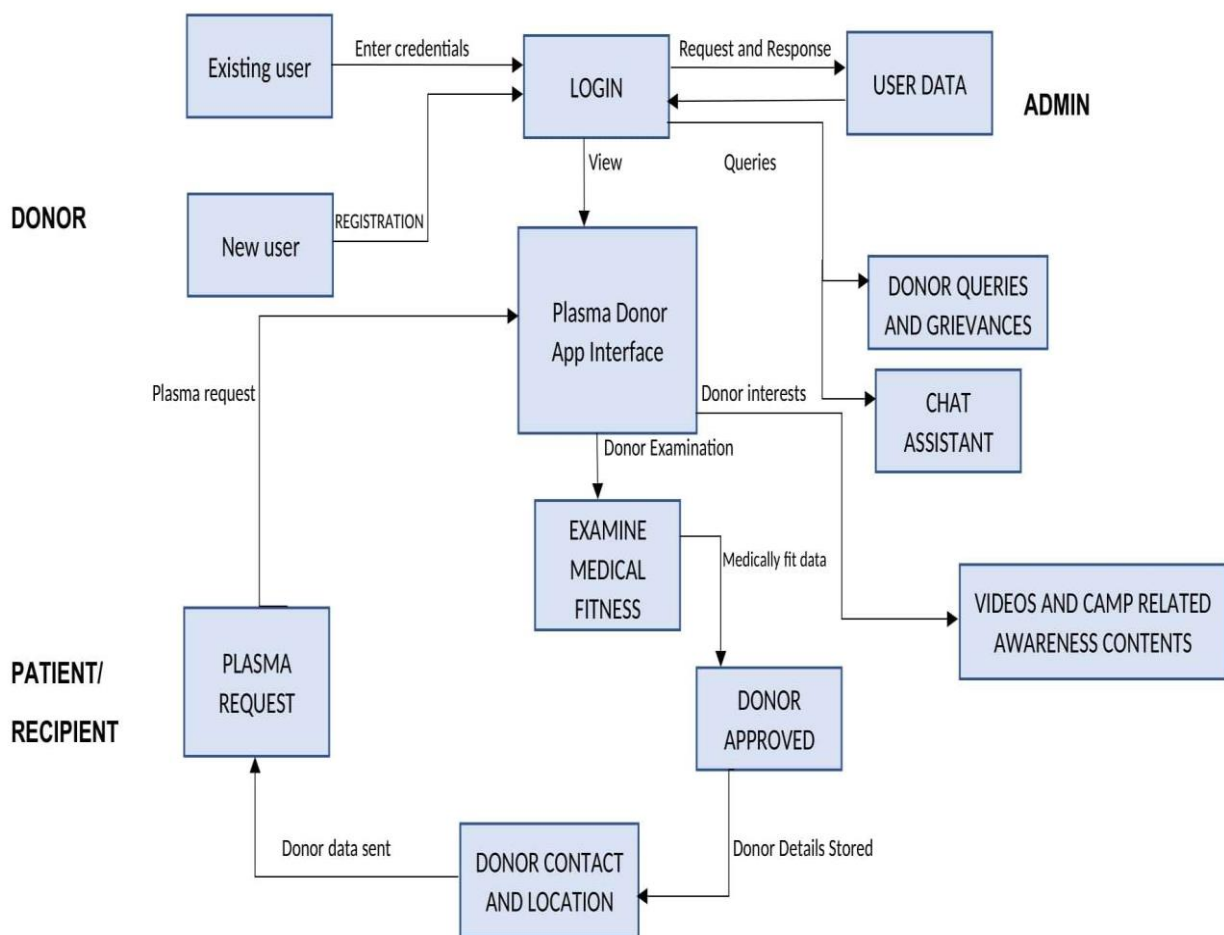 Existing user
Enter credentials
LOGIN
Request and Response
USER DATA
ADMIN
View
Queries
DONOR
New user
REGISTRATION
Plasma Donor
App Interface
DONOR QUERIES
AND GRIEVANCES
Plasma request
Donor interests
CHAT
ASSISTANT
Donor Examination
EXAMINE
MEDICAL
FITNESS
Medically fit data
VIDEOS AND CAMP RELATED
AWARENESS CONTENTS
PATIENT/
RECIPIENT
PLASMA
REQUEST
DONOR
APPROVED
Donor data sent
DONOR CONTACT
AND LOCATION
Donor Details Stored